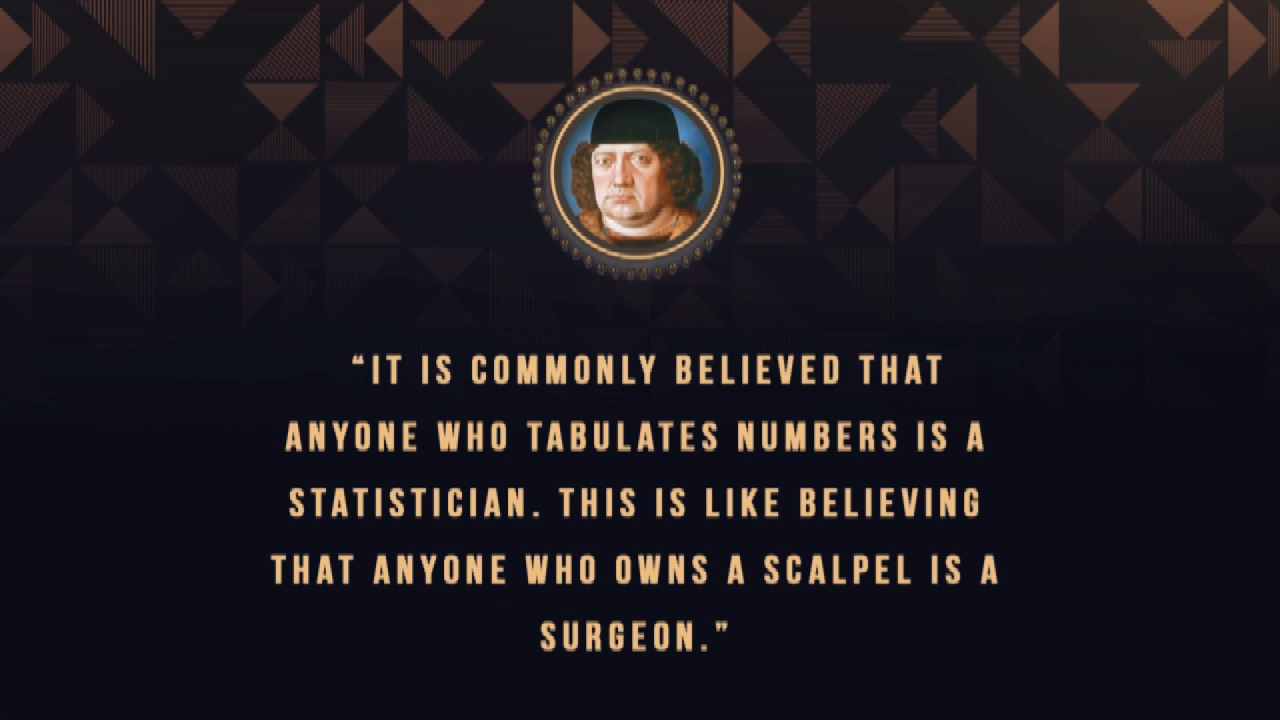 “IT IS COMMONLY BELIEVED THAT
ANYONE WHO TABULATES NUMBERS IS A
STATISTICIAN. THIS IS LIKE BELIEVING
THAT ANYONE WHO OWNS A SCALPEL IS A
SURGEON.”